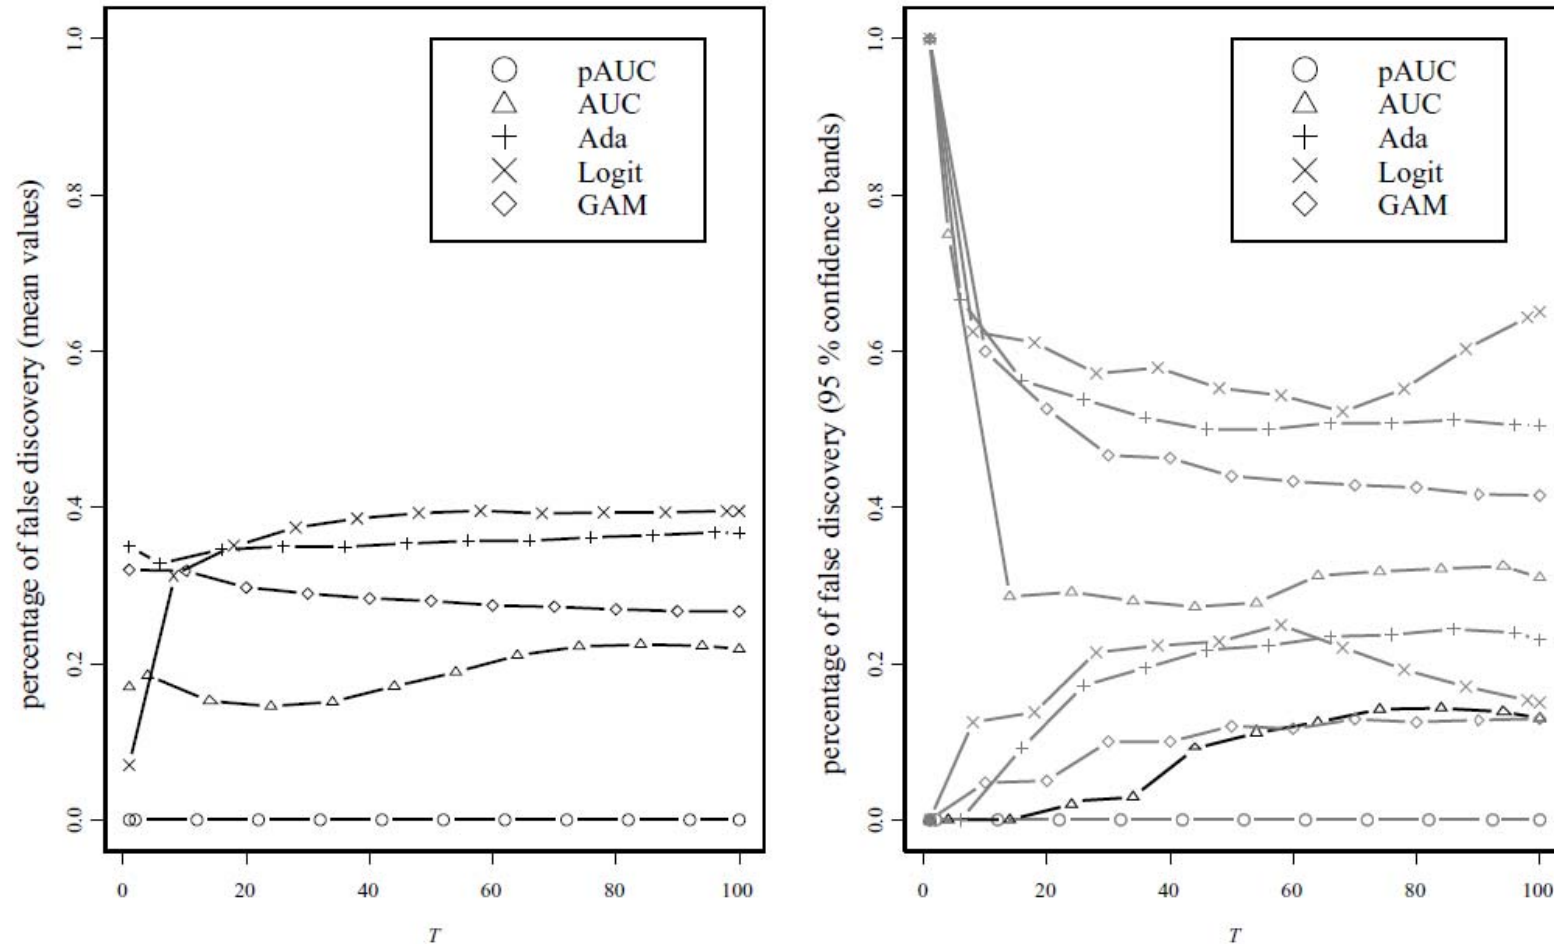 percentage of false discovery (mean values)
1.0
0.8
0.6
0.4
0.2
0.0
pAUC
AUC
Ada
Logit
GAM
0 20 40 60 80 100
T
percentage of false discovery (95 % confidence bands)
1.0
0.8
0.6
0.4
0.2
0.0
pAUC
AUC
Ada
Logit
GAM
0 20 40 60 80 100
T